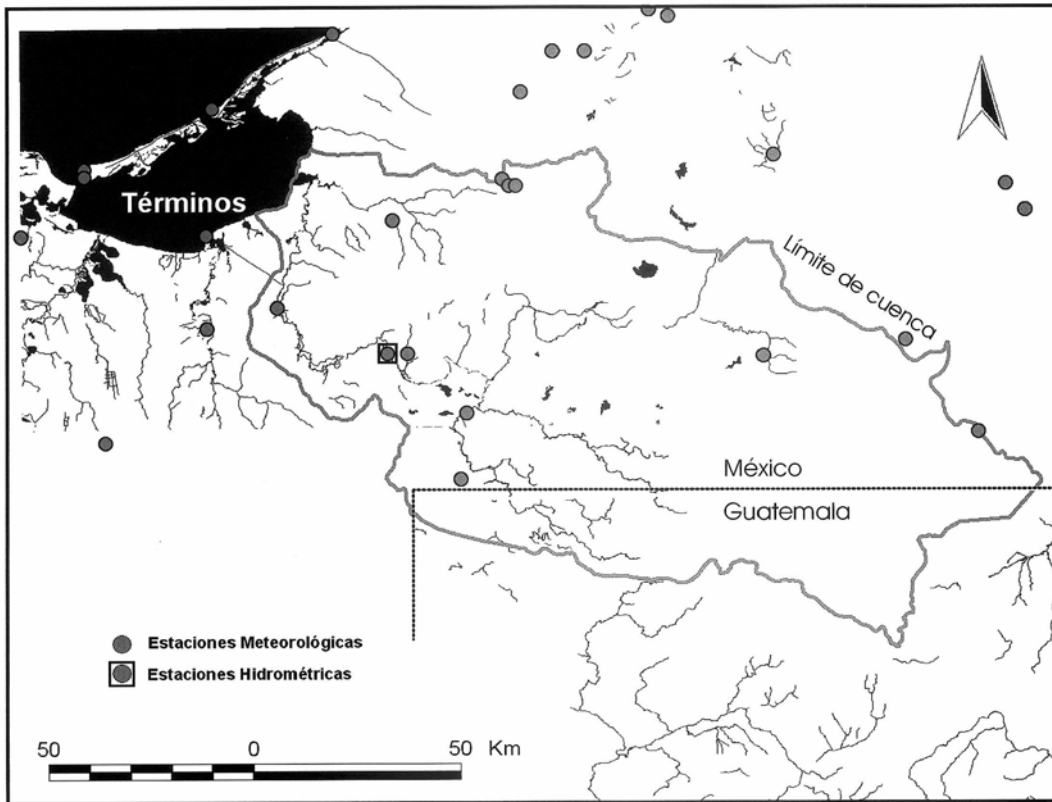 Términos
Límite de cuenca
México
Guatemala
Estaciones Meteorológicas
Estaciones Hidrométricas
50 0 50 Km